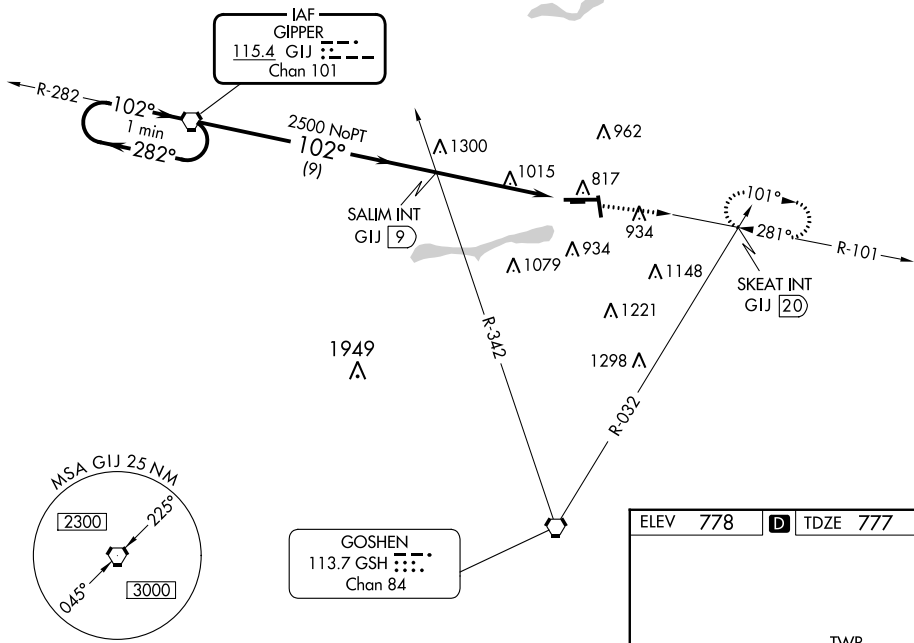 IAF
GIPPER
115.4 GIJ
Chan 101
R-282
102°
1 min
282°
2500 NoPT
102°
(9)
1300
962
1015
817
SALIM INT
GIJ 9
934
101°
281°
R-101
1079
934
1148
SKEAT INT
GIJ 20
1221
R-342
1949
1298
R-032
MSA GIJ 25 NM
2300
225°
045°
3000
GOSHEN
113.7 GSH
Chan 84
ELEV 778 D TDZE 777
TWR